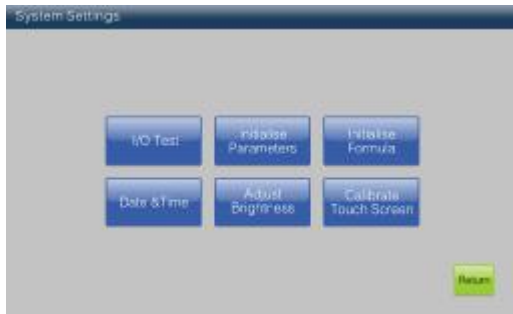 System Settings
I/O Test
Initialise
Parameters
Initialise
Formula
Date &Time
Adjust
Brightness
Calibrate
Touch Screen
Return